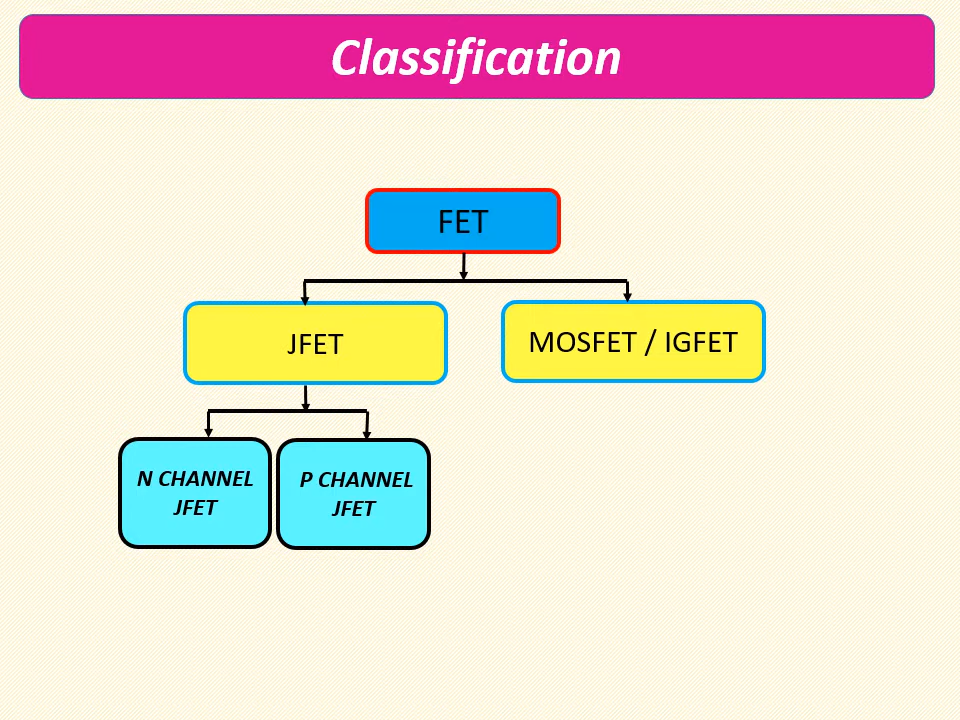 Classification
FET
JFET
MOSFET / IGFET
N CHANNEL
JFET
P CHANNEL
JFET